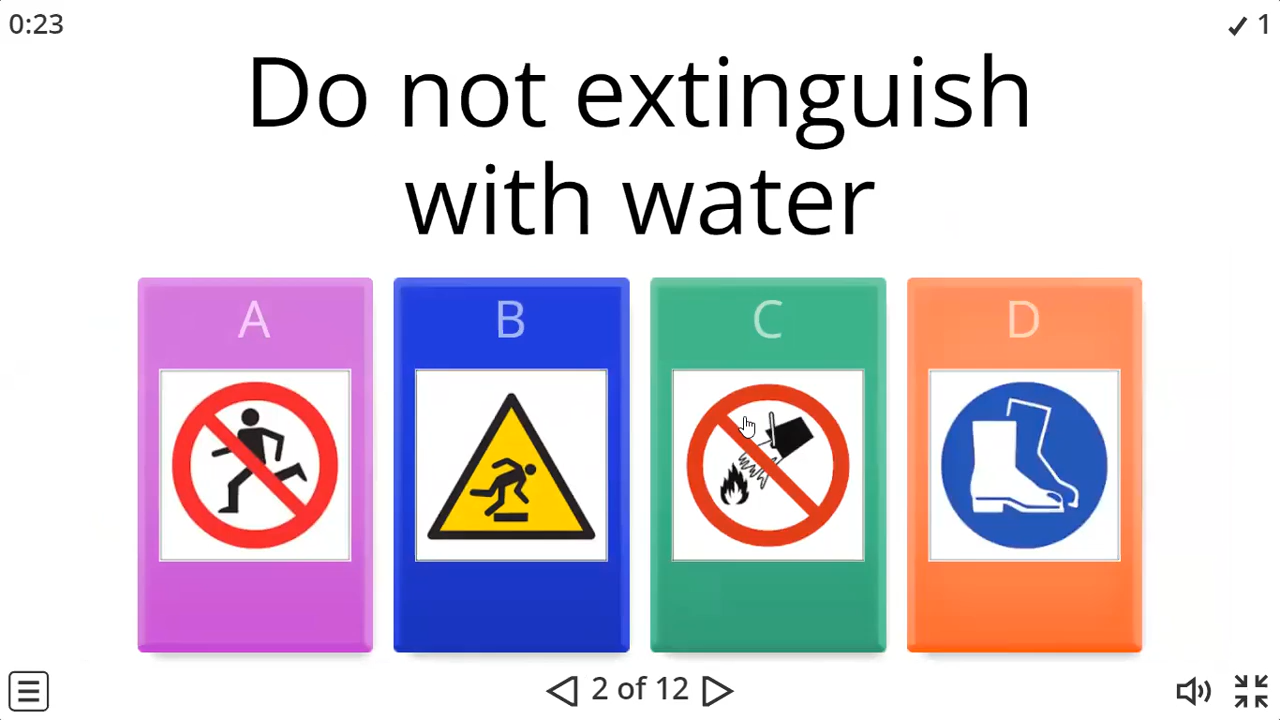 0:23
✓ 1
Do not extinguish
with water
A
B
C
D
2 of 12